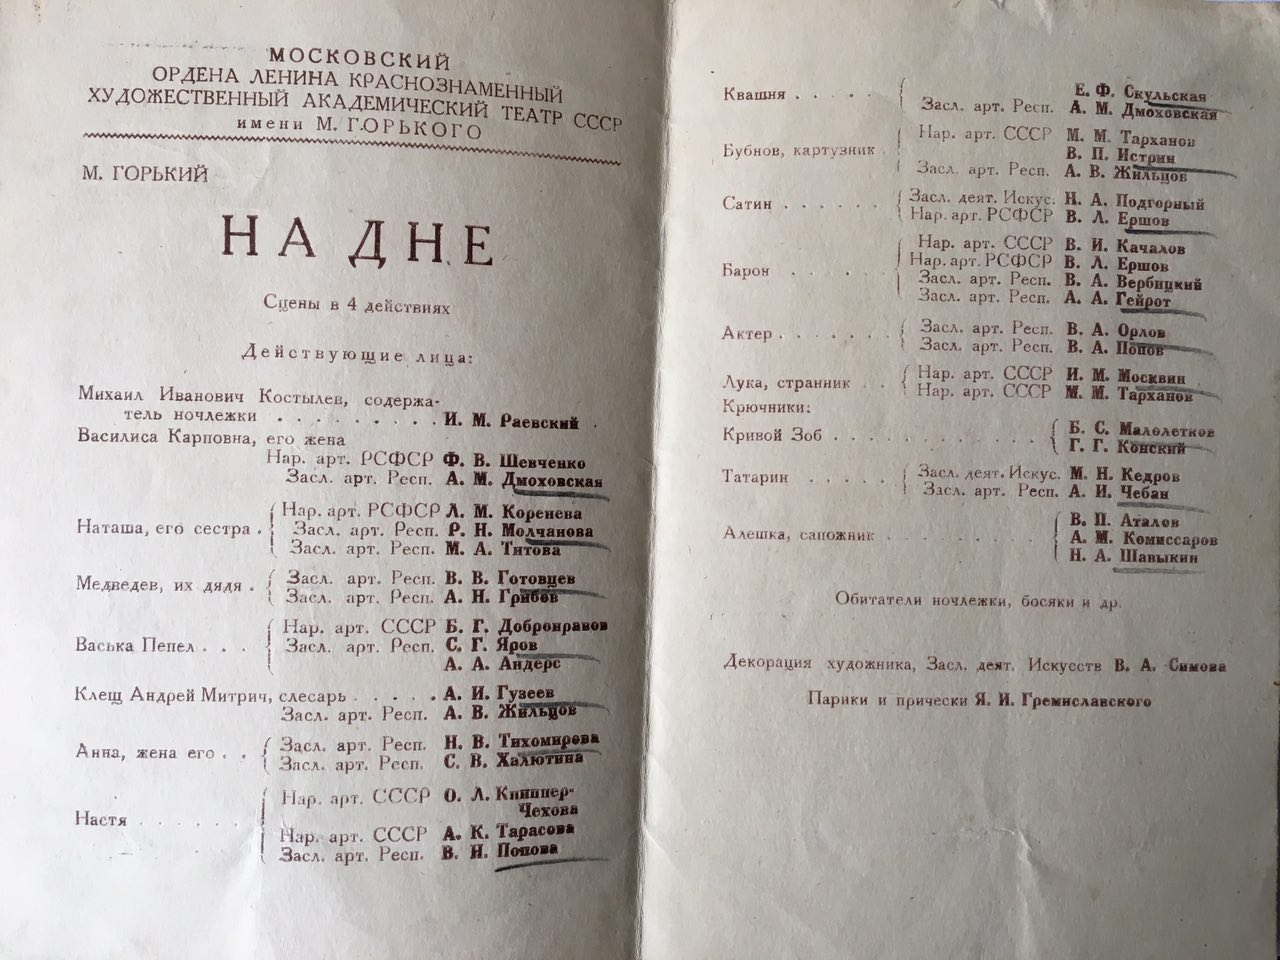 МОСКОВСКИЙ
ОРДЕНА ЛЕНИНА КРАСНОЗНАМЕННЫЙ
ХУДОЖЕСТВЕННЫЙ АКАДЕМИЧЕСКИЙ ТЕАТР СССР
имени М. ГОРЬКОГО
М. ГОРЬКИЙ
НА ДНЕ
Сцены в 4 действиях
Действующие лица:
Михаил Иванович Костылев, содержа-
тель ночлежки . . . . . . . . . И. М. Раевский
Василиса Карповна, его жена
Нар. арт. РСФСР Ф. В. Шевченко
Засл. арт. Респ. А. М. Дмоховская
Нар. арт. РСФСР Л. М. Коренева
Наташа, его сестра . Засл. арт. Респ. Р. Н. Молчанова
Засл. арт. Респ. М. А. Титова
Медведев, их дядя . Засл. арт. Респ. В. В. Готовцев
Засл. арт. Респ. А. Н. Грибов
Нар. арт. СССР Б. Г. Добронравов
Васька Пепел . . . Засл. арт. Респ. С. Г. Яров
А. А. Андерс
Клещ Андрей Митрич, слесарь . . . . . А. И. Гузеев
Засл. арт. Респ. А. В. Жильцов
Анна, жена его . . Засл. арт. Респ. Н. В. Тихомирова
Засл. арт. Респ. С. В. Халютина
Нар. арт. СССР О. Л. Книппер-
Чехова
Настя . . . . . . Нар. арт. СССР А. К. Тарасова
Засл. арт. Респ. В. Н. Попова
Квашня . . . . . Е. Ф. Скульская
Засл. арт. Респ. А. М. Дмоховская
Нар. арт. СССР М. М. Тарханов
Бубнов, картузник . В. П. Истрин
Засл. арт. Респ. А. В. Жильцов
Сатин . . . . . . Засл. деят. Искус. Н. А. Подгорный
Нар. арт. РСФСР В. Л. Ершов
Нар. арт. СССР В. И. Качалов
Нар. арт. РСФСР В. Л. Ершов
Барон . . . . . Засл. арт. Респ. В. А. Вербицкий
Засл. арт. Респ. А. А. Гейрот
Актер . . . . . . Засл. арт. Респ. В. А. Орлов
Засл. арт. Респ. В. А. Попов
Лука, странник . . Нар. арт. СССР И. М. Москвин
Нар. арт. СССР М. М. Тарханов
Крючники:
Кривой Зоб . . . . . . . . . . . Б. С. Малолетков
Г. Г. Конский
Татарин . . . . . Засл. деят. Искус. М. Н. Кедров
Засл. арт. Респ. А. И. Чебан
В. П. Аталов
Алешка, сапожник . . . . . . . . А. М. Комиссаров
Н. А. Шавыкин
Обитатели ночлежки, босяки и др.
Декорация художника, Засл. деят. Искусств В. А. Симова
Парики и прически Я. И. Гремиславского